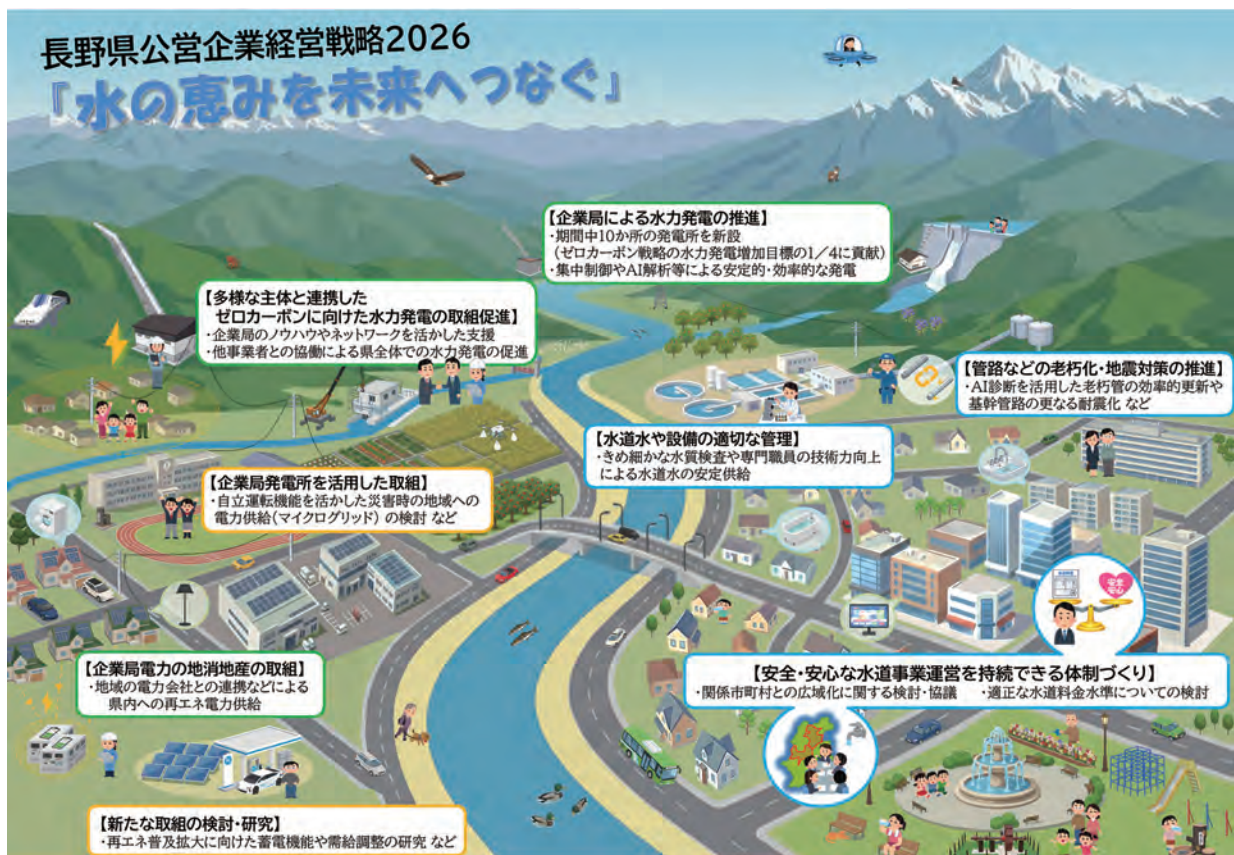 長野県公営企業経営戦略2026
『水の恵みを未来へつなぐ』
【企業局による水力発電の推進】
・期間中10か所の発電所を新設
（ゼロカーボン戦略の水力発電増加目標の1／4に貢献）
・集中制御やAI解析等による安定的・効率的な発電
【多様な主体と連携した
ゼロカーボンに向けた水力発電の取組促進】
・企業局のノウハウやネットワークを活かした支援
・他事業者との協働による県全体での水力発電の促進
【管路などの老朽化・地震対策の推進】
・AI診断を活用した老朽管の効率的更新や
基幹管路の更なる耐震化 など
【水道水や設備の適切な管理】
・きめ細かな水質検査や専門職員の技術力向上
による水道水の安定供給
【企業局発電所を活用した取組】
・自立運転機能を活かした災害時の地域への
電力供給（マイクログリッド）の検討 など
安全
安心
【企業局電力の地消地産の取組】
・地域の電力会社との連携などによる
県内への再エネ電力供給
【安全・安心な水道事業運営を持続できる体制づくり】
・関係市町村との広域化に関する検討・協議　・適正な水道料金水準についての検討
【新たな取組の検討・研究】
・再エネ普及拡大に向けた蓄電機能や需給調整の研究 など